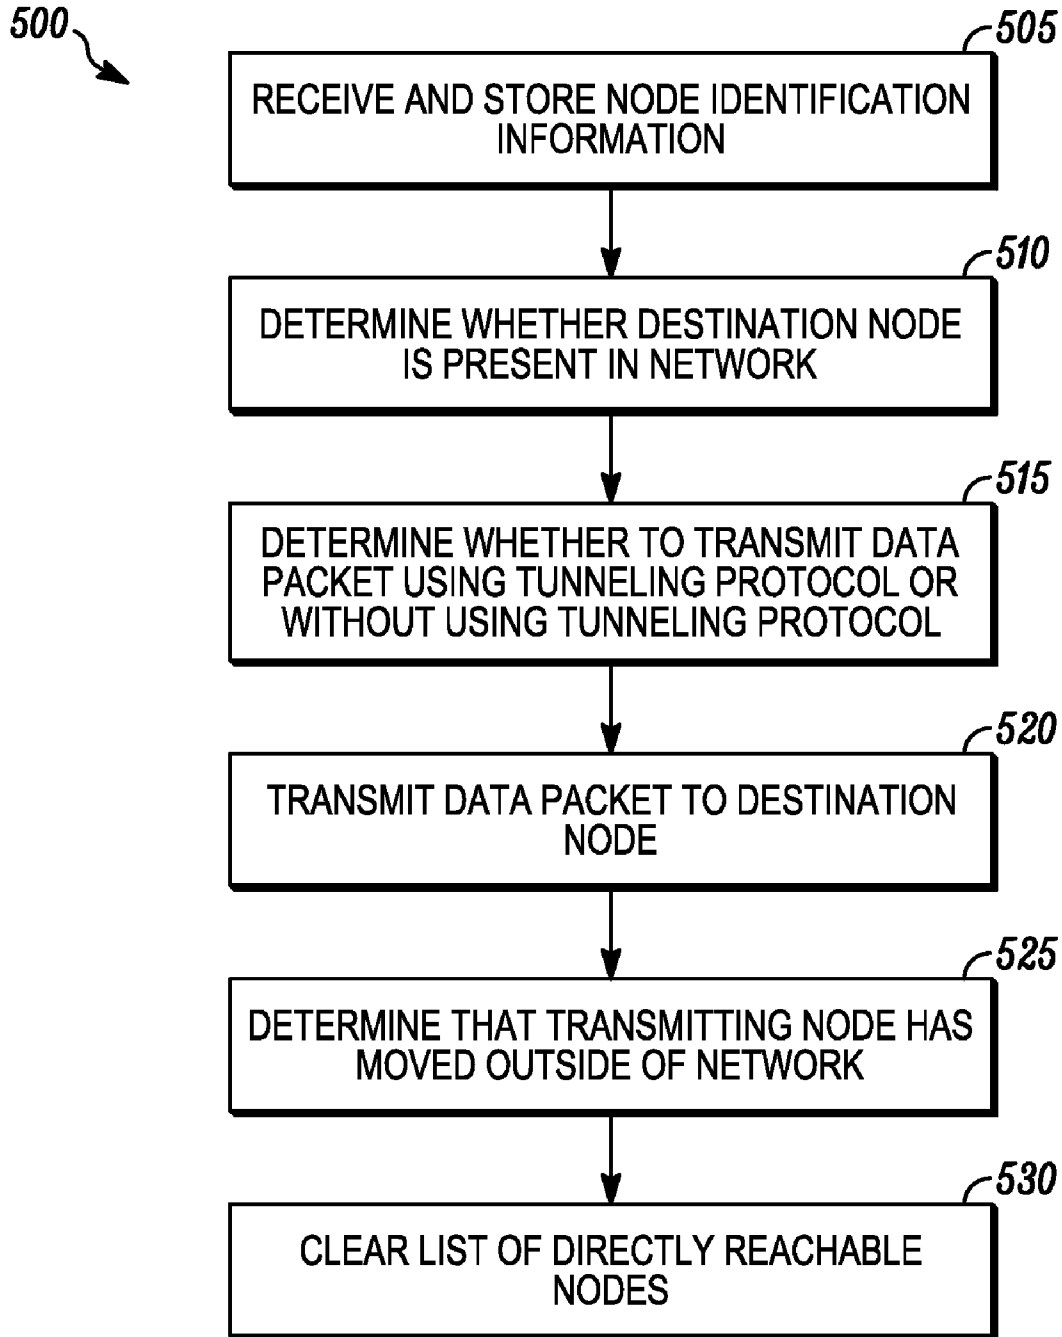 500
505
RECEIVE AND STORE NODE IDENTIFICATION
INFORMATION
510
DETERMINE WHETHER DESTINATION NODE
IS PRESENT IN NETWORK
515
DETERMINE WHETHER TO TRANSMIT DATA
PACKET USING TUNNELING PROTOCOL OR
WITHOUT USING TUNNELING PROTOCOL
520
TRANSMIT DATA PACKET TO DESTINATION
NODE
525
DETERMINE THAT TRANSMITTING NODE HAS
MOVED OUTSIDE OF NETWORK
530
CLEAR LIST OF DIRECTLY REACHABLE
NODES